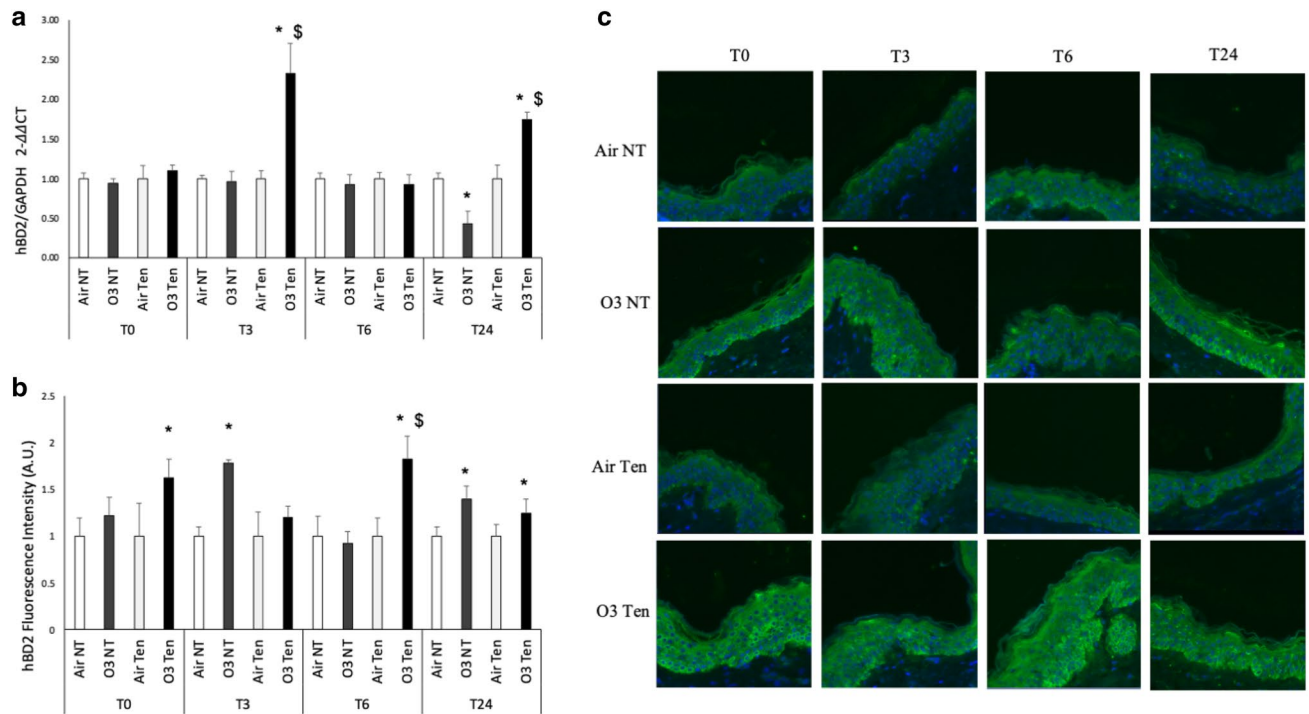 a
hBD2/GAPDH 2-ΔΔCT
3.00
2.50
2.00
1.50
1.00
0.50
0.00
* $
*
* $
Air NT
O3 NT
Air Ten
O3 Ten
Air NT
O3 NT
Air Ten
O3 Ten
Air NT
O3 NT
Air Ten
O3 Ten
Air NT
O3 NT
Air Ten
O3 Ten
T0 T3 T6 T24
b
hBD2 Fluorescence Intensity (A.U.)
2.5
2
1.5
1
0.5
0
*
*
* $
*
*
Air NT
O3 NT
Air Ten
O3 Ten
Air NT
O3 NT
Air Ten
O3 Ten
Air NT
O3 NT
Air Ten
O3 Ten
Air NT
O3 NT
Air Ten
O3 Ten
T0 T3 T6 T24
c
T0 T3 T6 T24
Air NT
O3 NT
Air Ten
O3 Ten